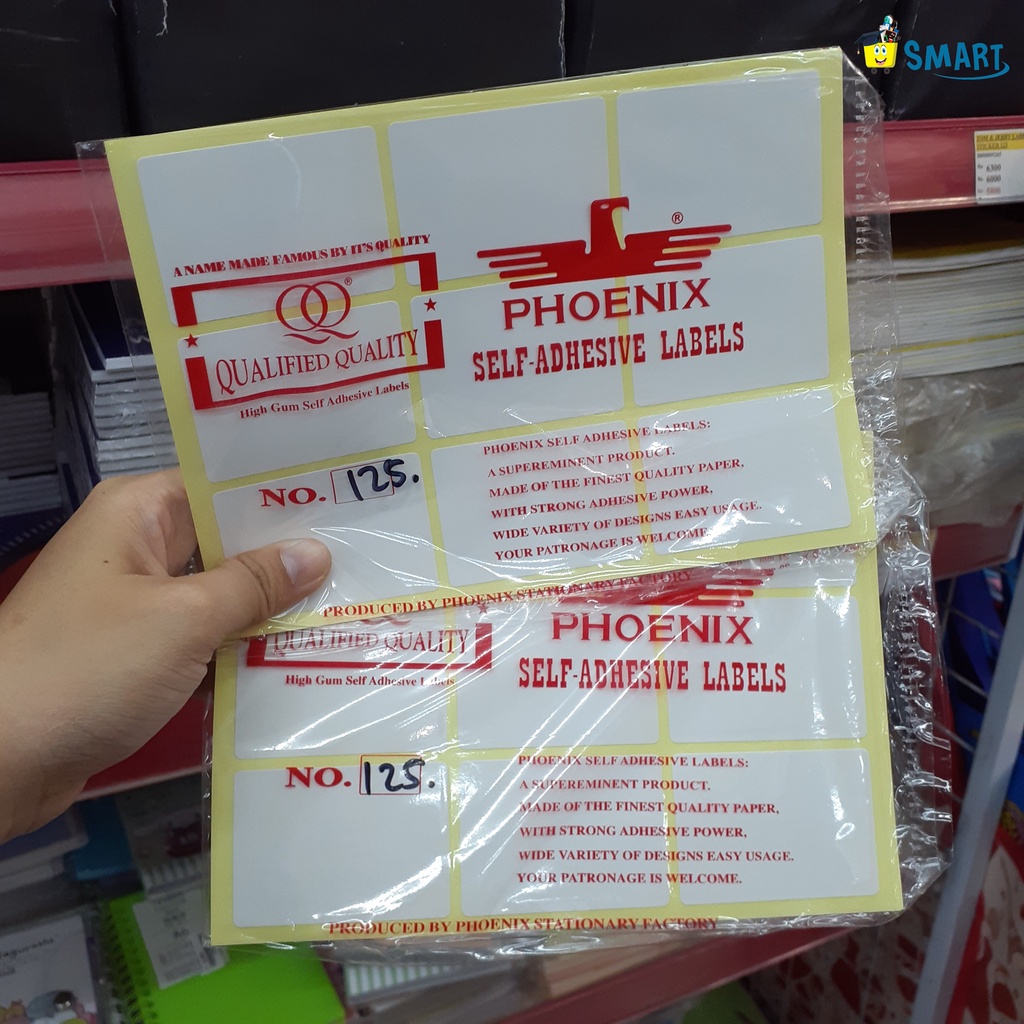 SMART
6300
6000
A NAME MADE FAMOUS BY IT'S QUALITY
QQ®
QUALIFIED QUALITY
High Gum Self Adhesive Labels
®
PHOENIX
SELF-ADHESIVE LABELS
NO. 125.
PHOENIX SELF ADHESIVE LABELS:
A SUPEREMINENT PRODUCT.
MADE OF THE FINEST QUALITY PAPER,
WITH STRONG ADHESIVE POWER,
WIDE VARIETY OF DESIGNS EASY USAGE.
YOUR PATRONAGE IS WELCOME.
PRODUCED BY PHOENIX STATIONARY FACTORY
QUALIFIED QUALITY
High Gum Self Adhesive Labels
PHOENIX
SELF-ADHESIVE LABELS
NO. 125.
PHOENIX SELF ADHESIVE LABELS:
A SUPEREMINENT PRODUCT.
MADE OF THE FINEST QUALITY PAPER,
WITH STRONG ADHESIVE POWER,
WIDE VARIETY OF DESIGNS EASY USAGE.
YOUR PATRONAGE IS WELCOME.
PRODUCED BY PHOENIX STATIONARY FACTORY